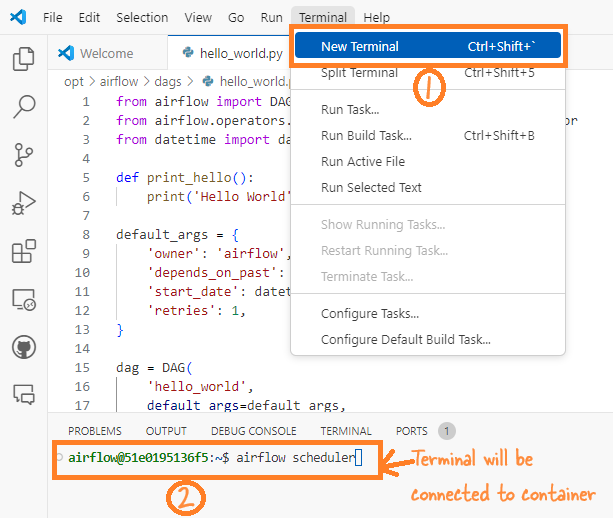 File Edit Selection View Go Run Terminal Help
Welcome hello_world.py
New Terminal Ctrl+Shift+`
Split Terminal Ctrl+Shift+5
1
Run Task...
Run Build Task... Ctrl+Shift+B
Run Active File
Run Selected Text
Show Running Tasks...
Restart Running Task...
Terminate Task...
Configure Tasks...
Configure Default Build Task...
opt > airflow > dags > hello_world.p
1 from airflow import DAG
2 from airflow.operators. or
3 from datetime import da
4
5 def print_hello():
6 print('Hello World'
7
8 default_args = {
9 'owner': 'airflow',
10 'depends_on_past':
11 'start_date': datet
12 'retries': 1,
13 }
14
15 dag = DAG(
16 'hello_world',
17 default_args=default_args,
PROBLEMS OUTPUT DEBUG CONSOLE TERMINAL PORTS 1
airflow@51e0195136f5:~$ airflow scheduler
2
Terminal will be
connected to container